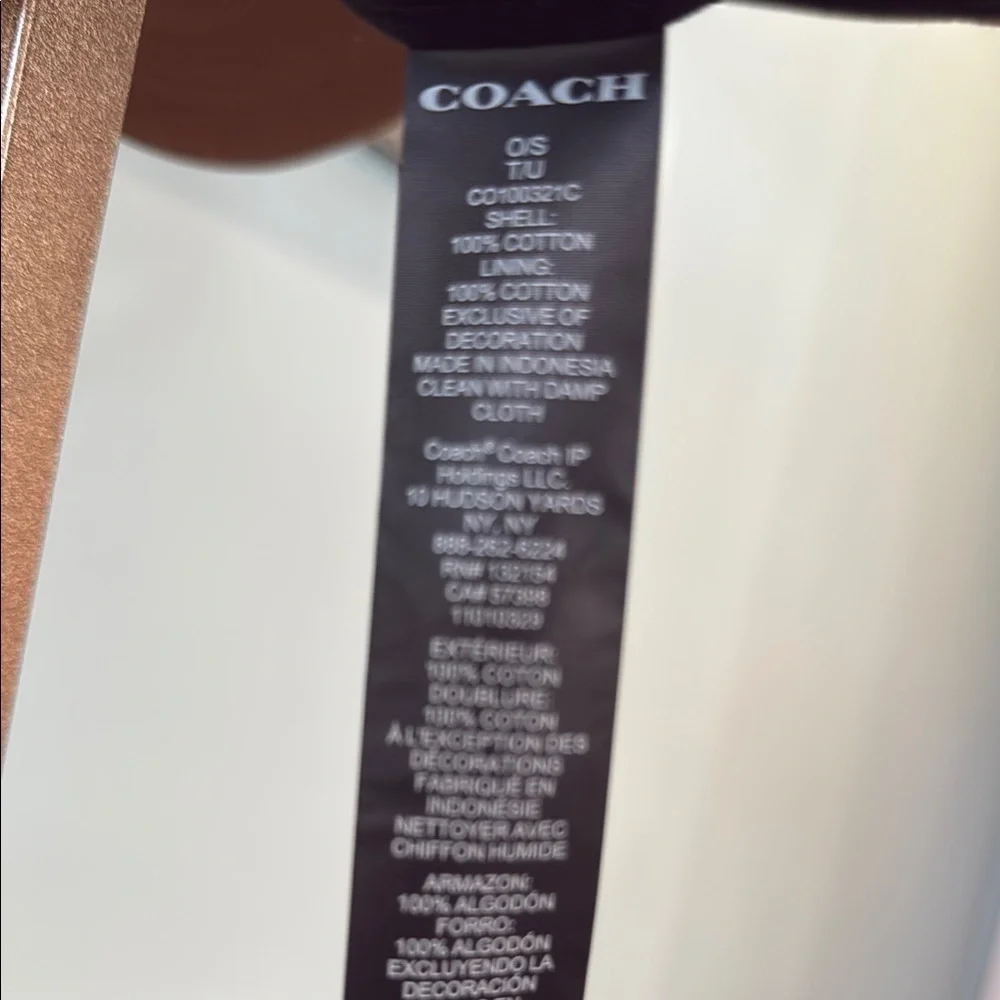 COACH
O/S
T/U
CO100321C
SHELL:
100% COTTON
LINING:
100% COTTON
EXCLUSIVE OF
DECORATION
MADE IN INDONESIA
CLEAN WITH DAMP
CLOTH
Coach® Coach IP
Holdings LLC.
10 HUDSON YARDS
NY, NY
888-262-6224
RN# 132154
CA# 57398
EXTÉRIEUR:
100% COTON
DOUBLURE:
100% COTON
À L'EXCEPTION DES
DÉCORATIONS
FABRIQUÉ EN
INDONÉSIE
NETTOYER AVEC
CHIFFON HUMIDE
ARMAZON:
100% ALGODÓN
FORRO:
100% ALGODÓN
EXCLUYENDO LA
DECORACIÓN